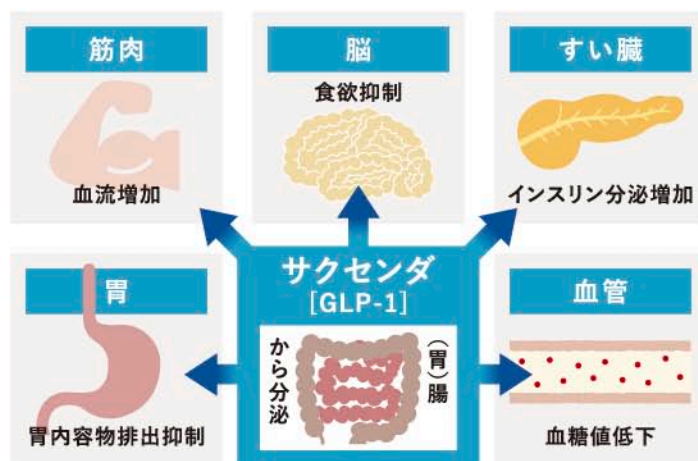 筋肉
血流増加
脳
食欲抑制
すい臓
インスリン分泌増加
サクセンダ
[GLP-1]
(胃)腸
から分泌
胃
胃内容物排出抑制
血管
血糖値低下